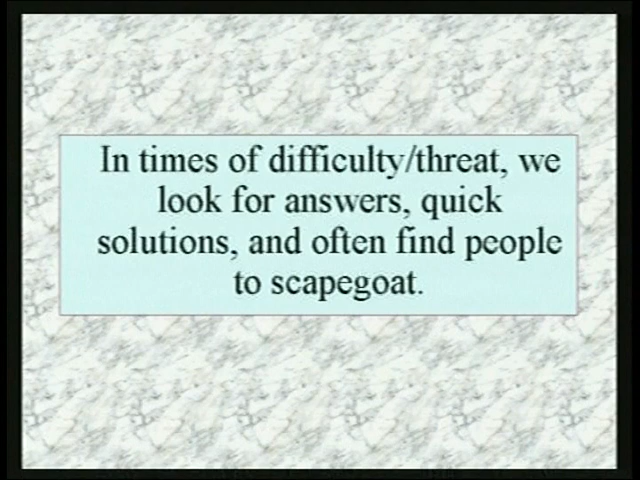 In times of difficulty/threat, we
look for answers, quick
solutions, and often find people
to scapegoat.